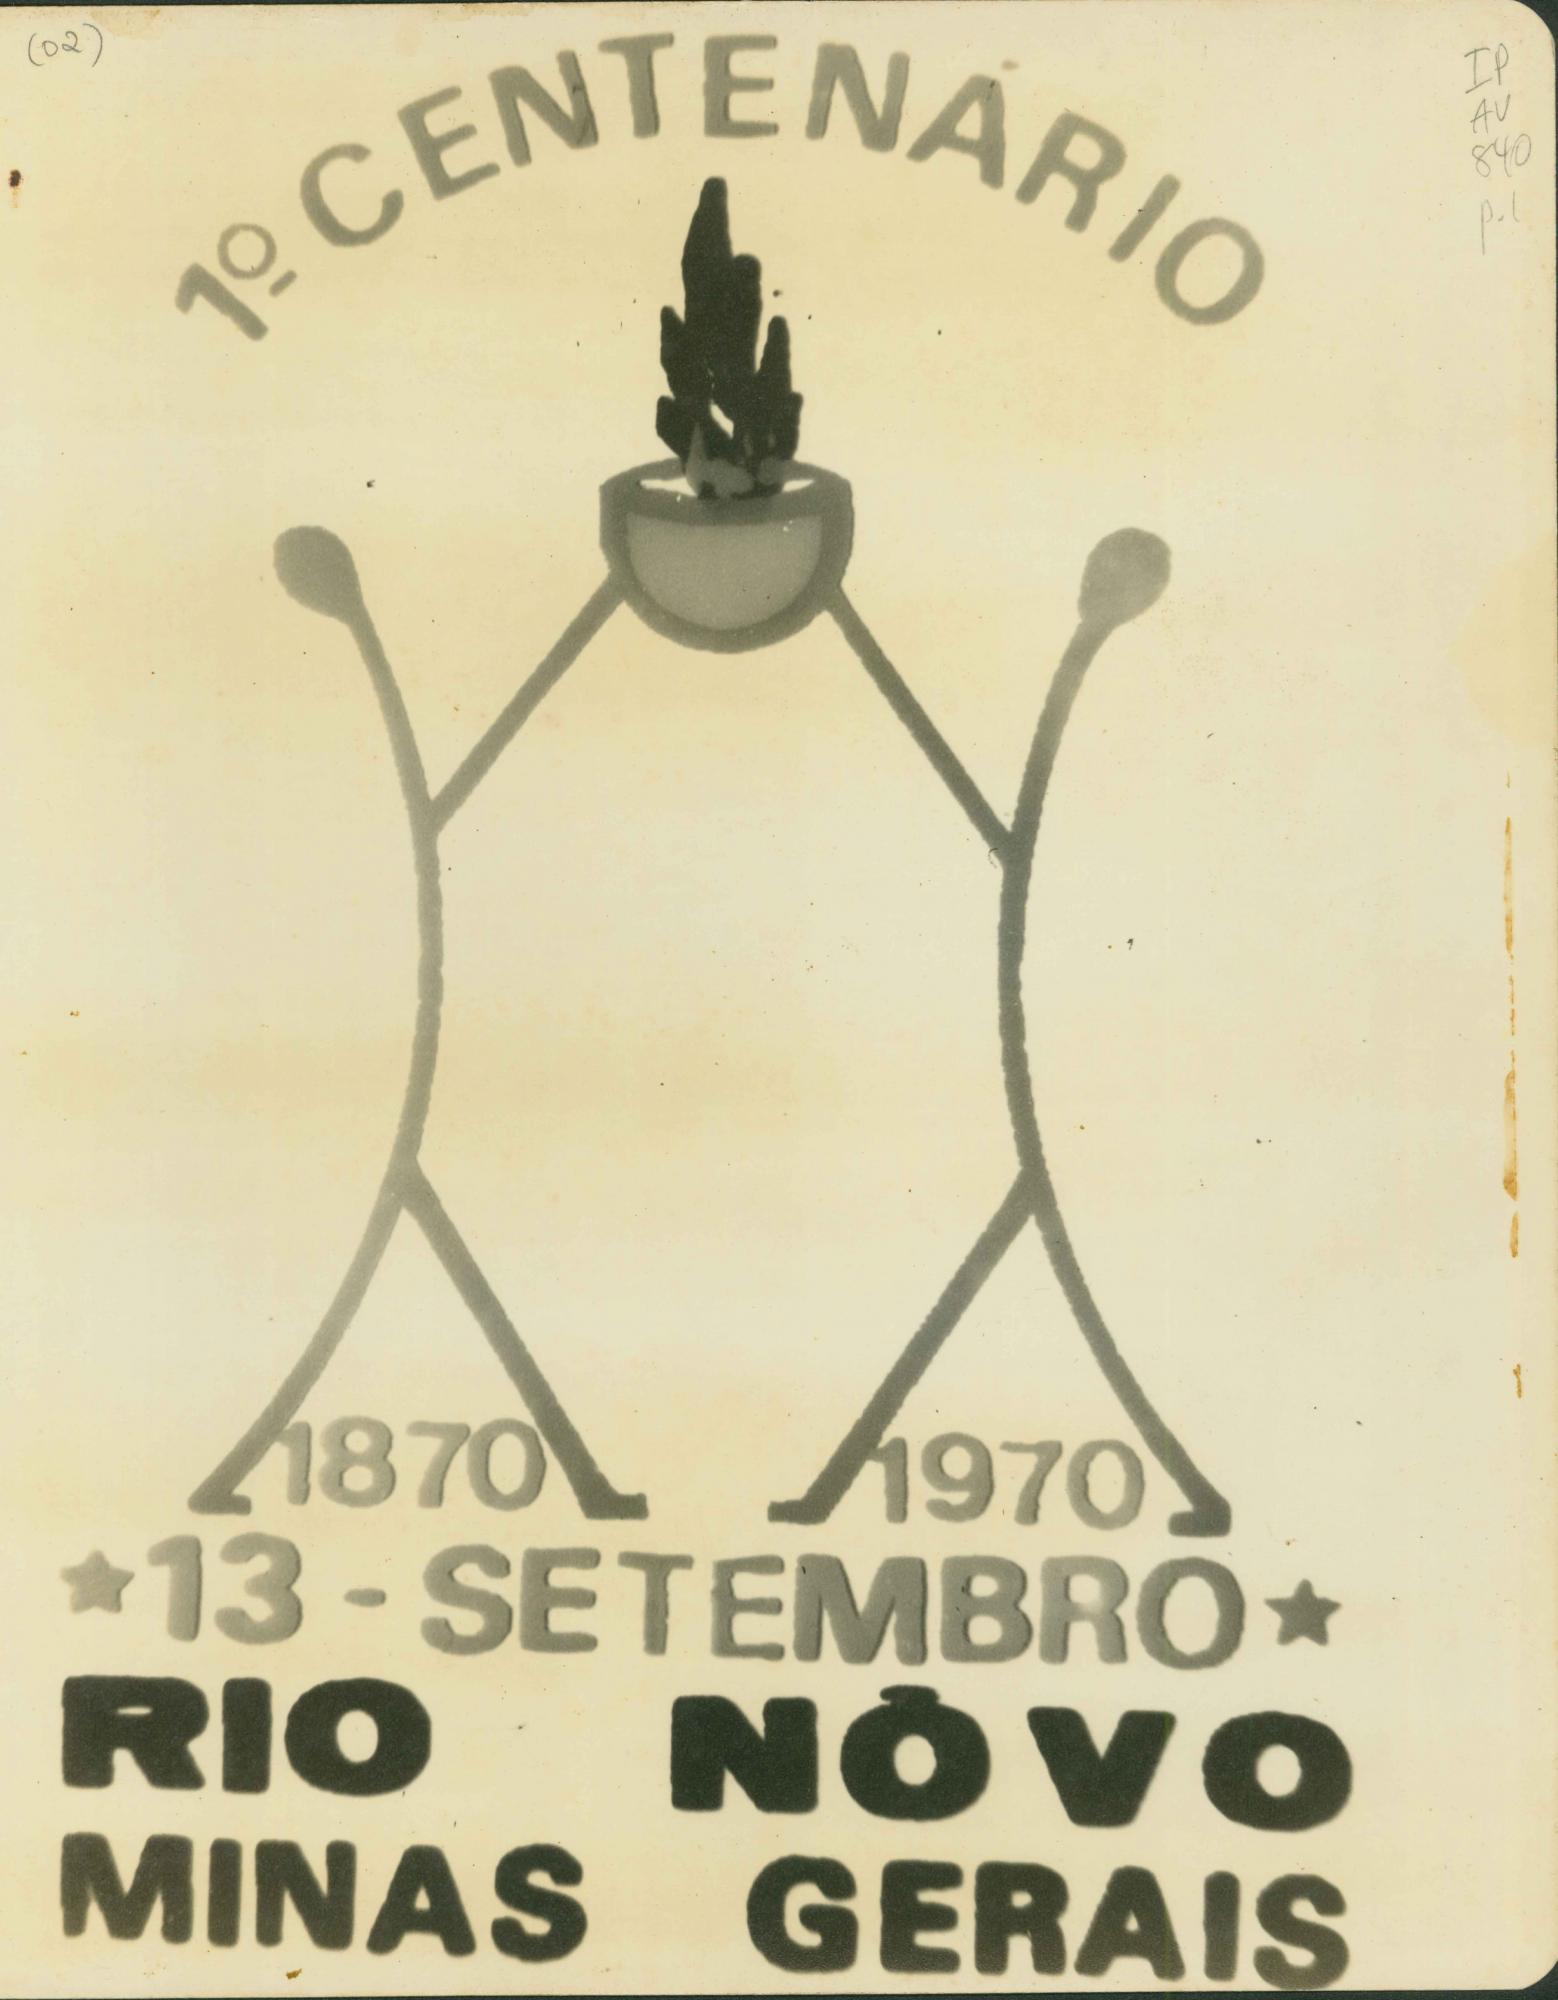 (02)
IP
AV
840
p.1
1º CENTENÁRIO
1870 1970
★13-SETEMBRO★
RIO NÔVO
MINAS GERAIS